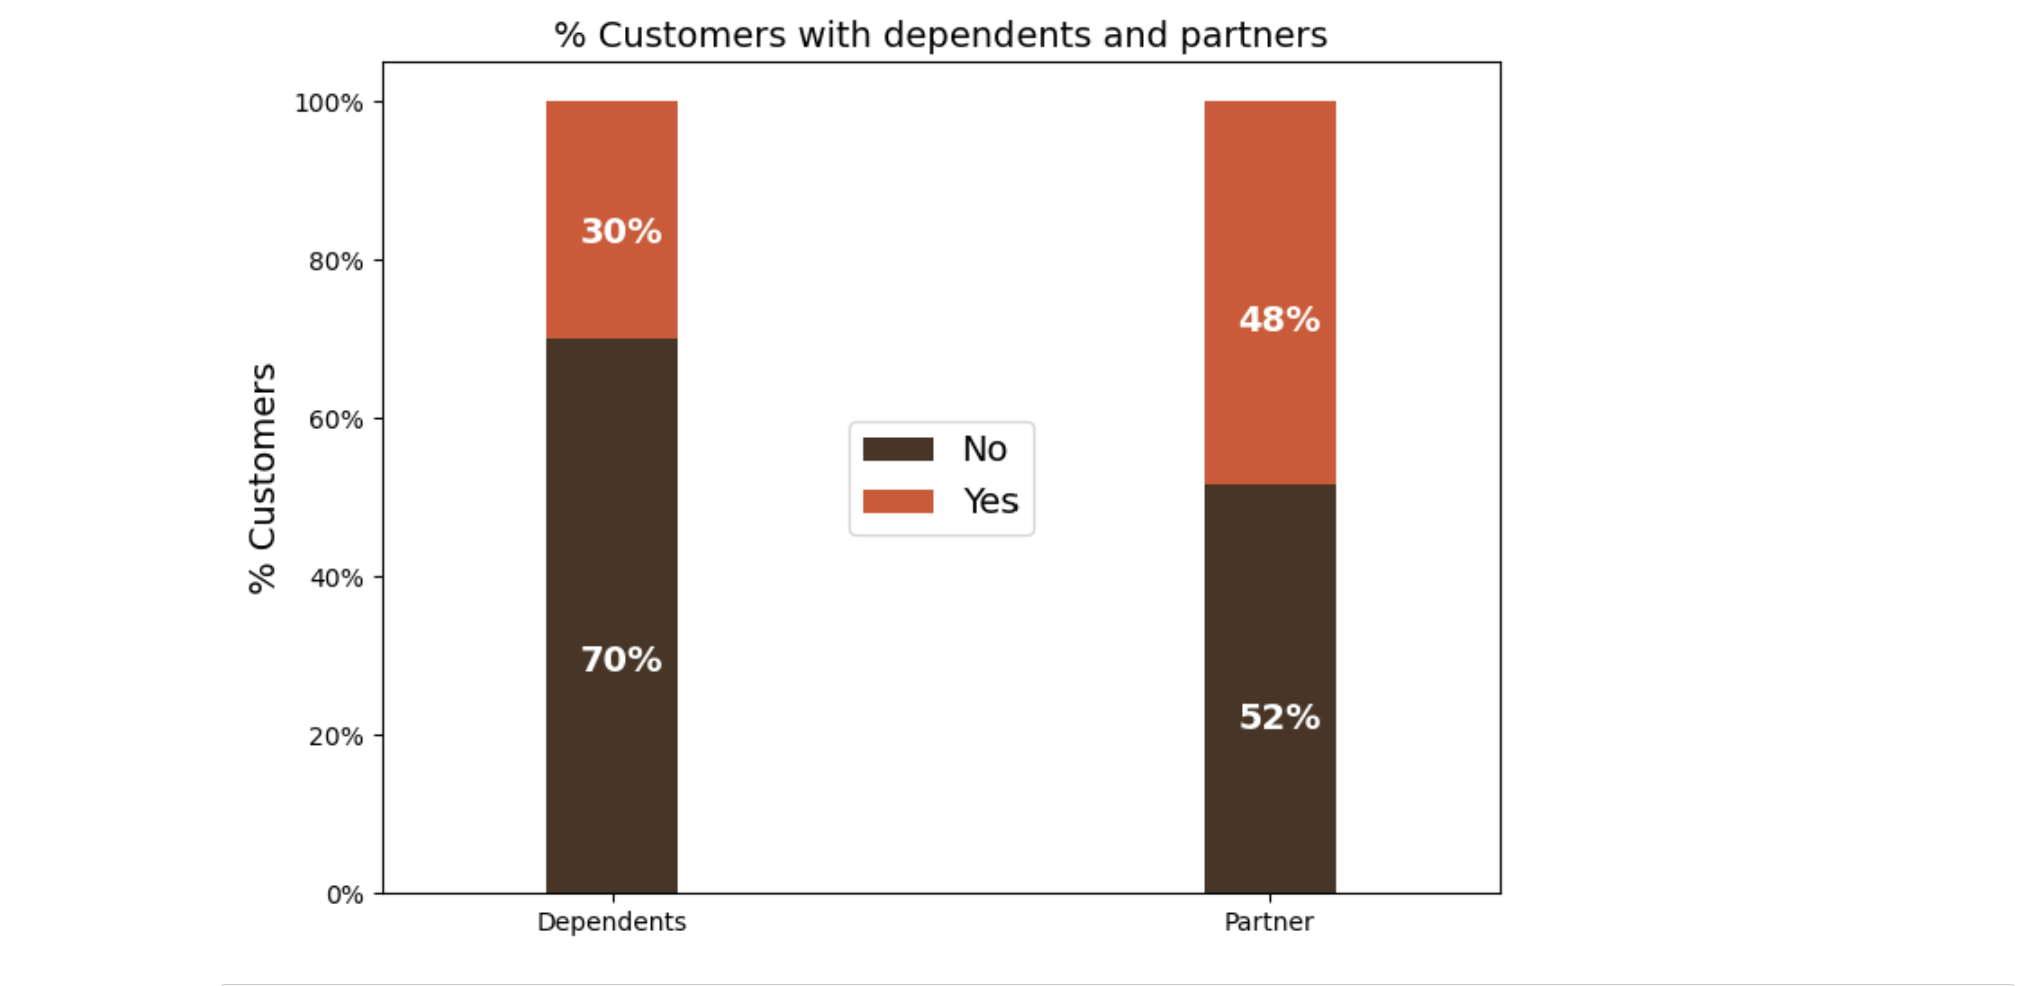 % Customers with dependents and partners
% Customers
100%
80%
60%
40%
20%
0%
30%
70%
48%
52%
No
Yes
Dependents
Partner